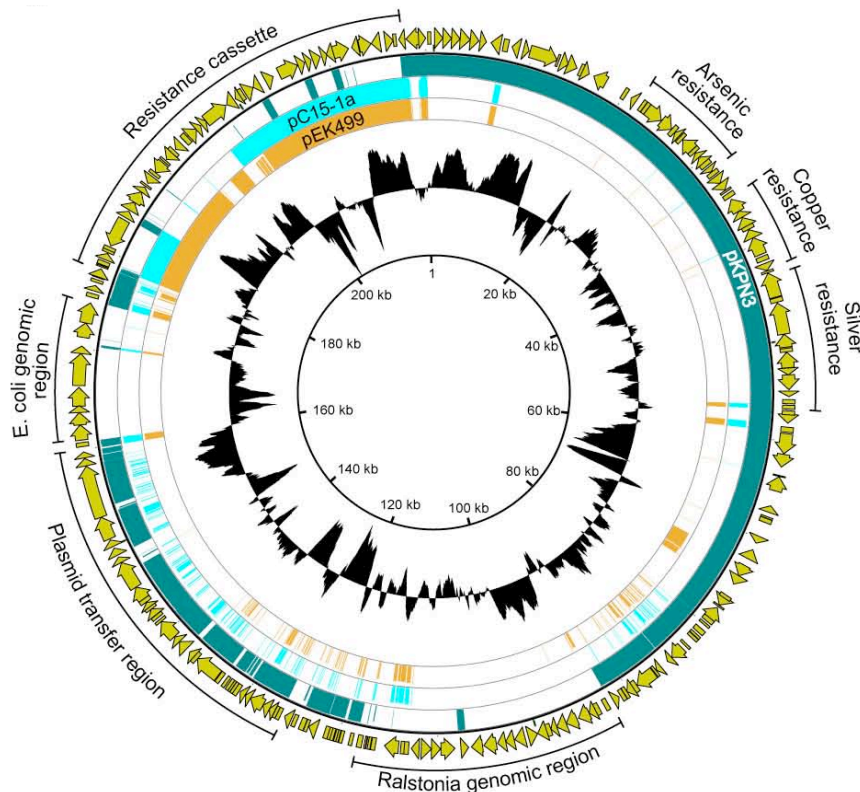 Resistance cassette
Arsenic
resistance
Copper
resistance
Silver
resistance
pC15-1a
pEK499
pKPN3
1
20 kb
40 kb
60 kb
80 kb
100 kb
120 kb
140 kb
160 kb
180 kb
200 kb
E. coli genomic
region
Plasmid transfer region
Ralstonia genomic region